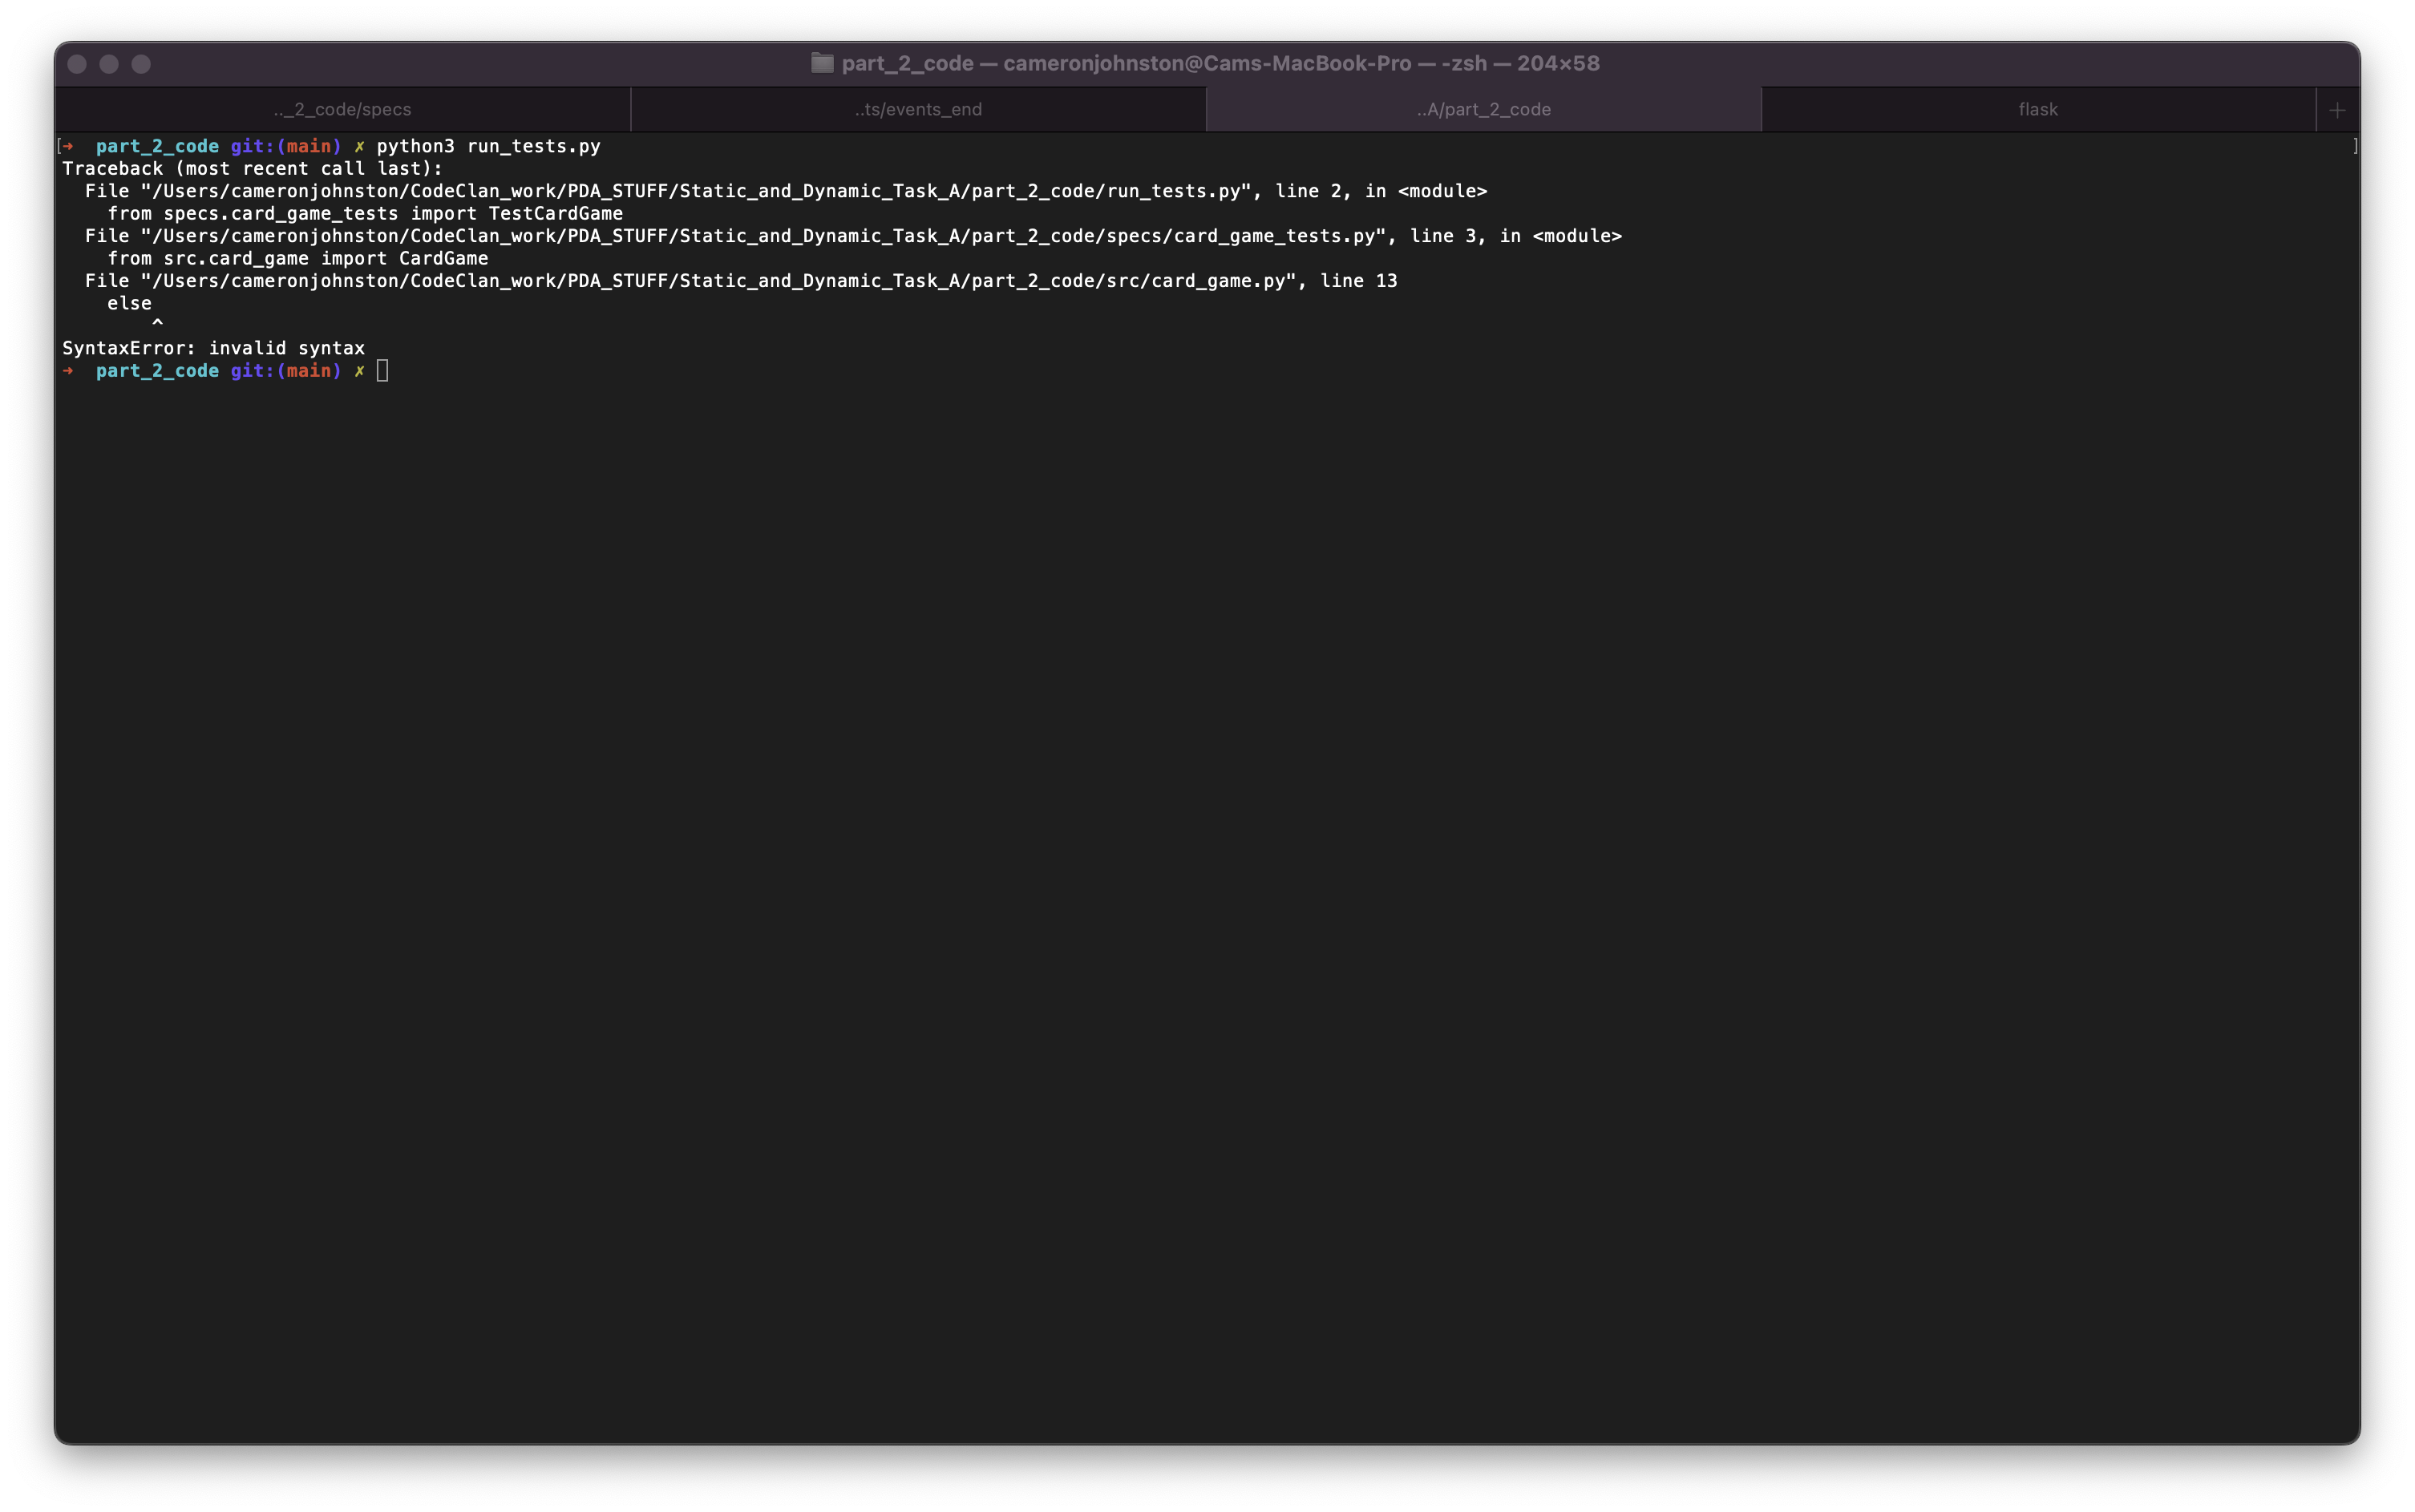 part_2_code — cameronjohnston@Cams-MacBook-Pro — -zsh — 204×58
.._2_code/specs ..ts/events_end ..A/part_2_code flask +
[➜  part_2_code git:(main) ✗ python3 run_tests.py ]
Traceback (most recent call last):
  File "/Users/cameronjohnston/CodeClan_work/PDA_STUFF/Static_and_Dynamic_Task_A/part_2_code/run_tests.py", line 2, in <module>
    from specs.card_game_tests import TestCardGame
  File "/Users/cameronjohnston/CodeClan_work/PDA_STUFF/Static_and_Dynamic_Task_A/part_2_code/specs/card_game_tests.py", line 3, in <module>
    from src.card_game import CardGame
  File "/Users/cameronjohnston/CodeClan_work/PDA_STUFF/Static_and_Dynamic_Task_A/part_2_code/src/card_game.py", line 13
    else
        ^
SyntaxError: invalid syntax
➜  part_2_code git:(main) ✗